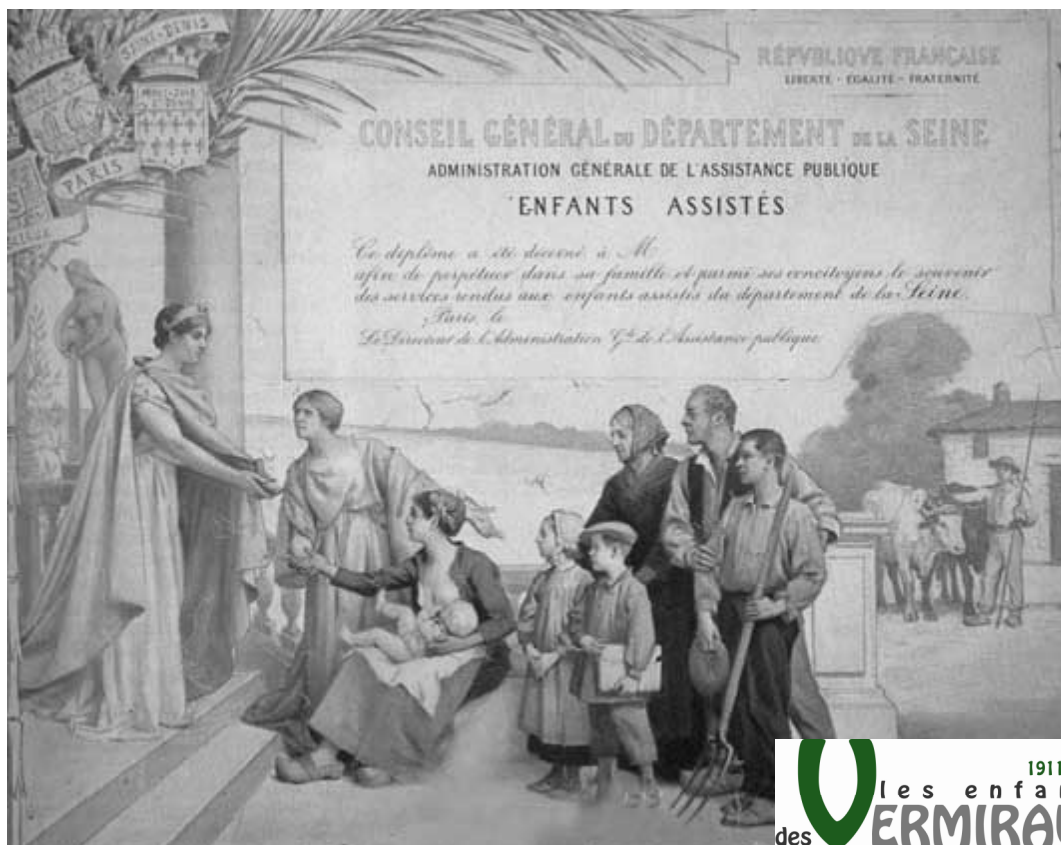 SAINT-DENIS
PARIS
RÉPVBLIQVE FRANÇAISE
LIBERTÉ - ÉGALITÉ - FRATERNITÉ
CONSEIL GÉNÉRAL DU DÉPARTEMENT DE LA SEINE
ADMINISTRATION GÉNÉRALE DE L'ASSISTANCE PUBLIQUE
ENFANTS ASSISTÉS
Ce diplôme a été décerné à M
afin de perpétuer dans sa famille et parmi ses concitoyens le souvenir
des services rendus aux enfants assistés du département de la Seine.
Paris, le
Le Directeur de l'Administration Gle de l'Assistance publique
1911
les enfa
des VERMIRAU